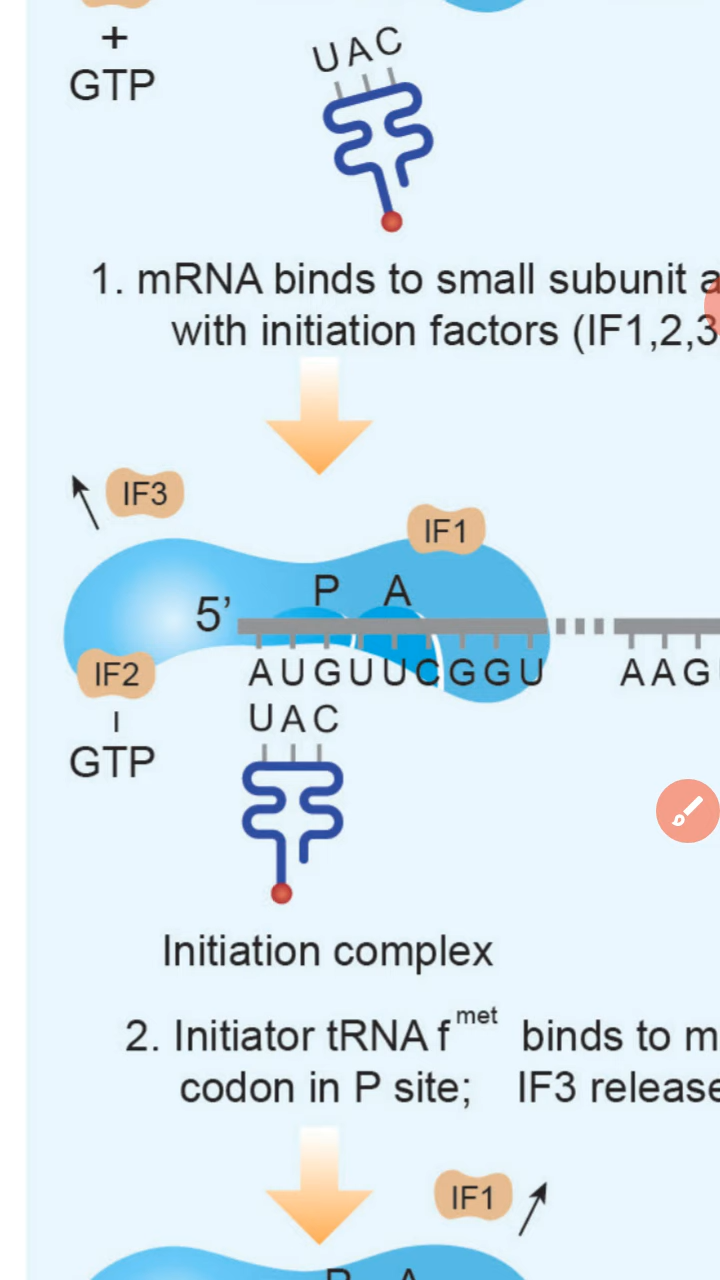 +
GTP
UAC
1. mRNA binds to small subunit a
with initiation factors (IF1,2,3
IF3
IF1
P A
5’
AUGUUCGGU AAG
IF2
UAC
GTP
Initiation complex
2. Initiator tRNA f met binds to m
codon in P site; IF3 release
IF1
P A